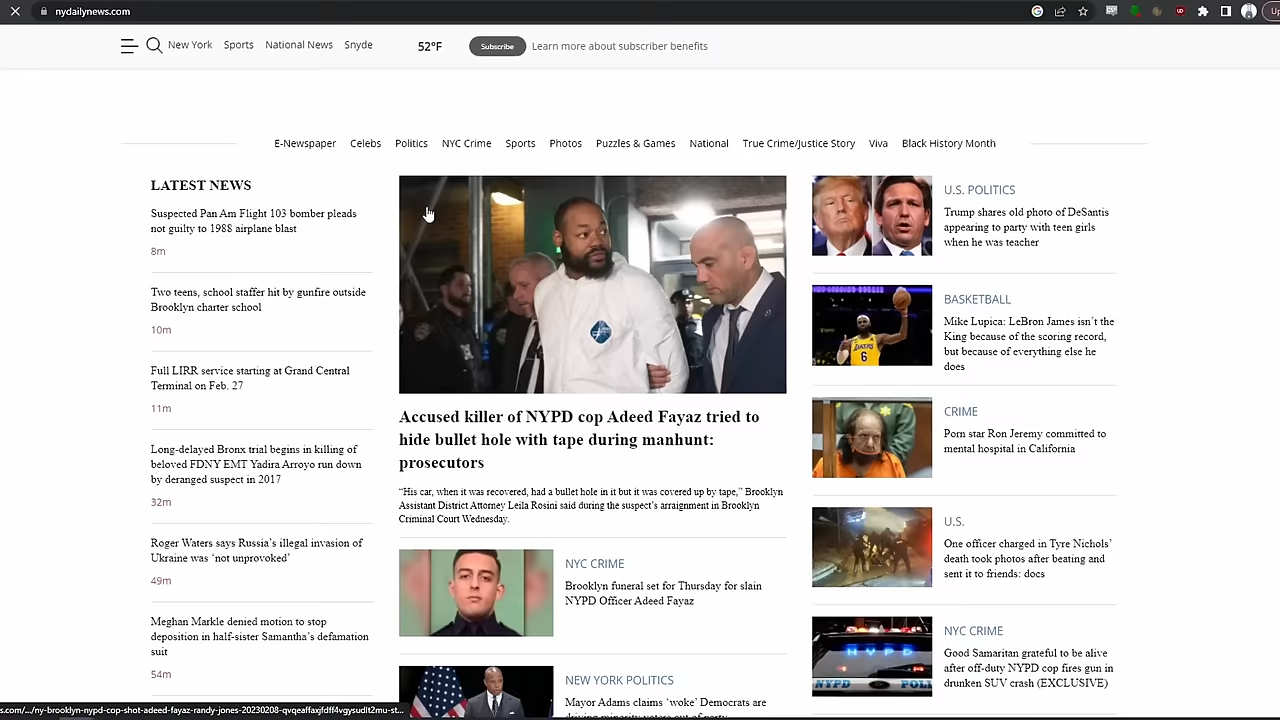 nydailynews.com
New York Sports National News Snyde 52°F Subscribe Learn more about subscriber benefits
E-Newspaper Celebs Politics NYC Crime Sports Photos Puzzles & Games National True Crime/Justice Story Viva Black History Month
LATEST NEWS
Suspected Pan Am Flight 103 bomber pleads
not guilty to 1988 airplane blast
8m
Two teens, school staffer hit by gunfire outside
Brooklyn charter school
10m
Full LIRR service starting at Grand Central
Terminal on Feb. 27
11m
Long-delayed Bronx trial begins in killing of
beloved FDNY EMT Yadira Arroyo run down
by deranged suspect in 2017
32m
Roger Waters says Russia's illegal invasion of
Ukraine was ‘not unprovoked’
49m
Meghan Markle denied motion to stop
depositions in sister Samantha's defamation
suit
54m
Accused killer of NYPD cop Adeed Fayaz tried to
hide bullet hole with tape during manhunt:
prosecutors
“His car, when it was recovered, had a bullet hole in it but it was covered up by tape,” Brooklyn
Assistant District Attorney Leila Rosini said during the suspect's arraignment in Brooklyn
Criminal Court Wednesday.
NYC CRIME
Brooklyn funeral set for Thursday for slain
NYPD Officer Adeed Fayaz
NEW YORK POLITICS
Mayor Adams claims ‘woke’ Democrats are
driving minority voters out of party
U.S. POLITICS
Trump shares old photo of DeSantis
appearing to party with teen girls
when he was teacher
BASKETBALL
Mike Lupica: LeBron James isn't the
King because of the scoring record,
but because of everything else he
does
CRIME
Porn star Ron Jeremy committed to
mental hospital in California
U.S.
One officer charged in Tyre Nichols'
death took photos after beating and
sent it to friends: docs
NYC CRIME
Good Samaritan grateful to be alive
after off-duty NYPD cop fires gun in
drunken SUV crash (EXCLUSIVE)
NYPD
NYPD POLI
6